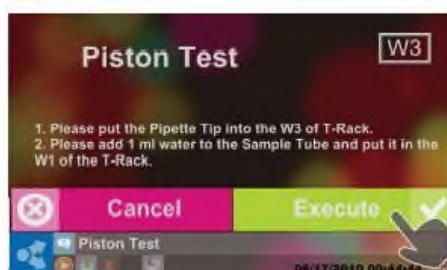 Piston Test
W3
1. Please put the Pipette Tip into the W3 of T-Rack.
2. Please add 1 ml water to the Sample Tube and put it in the
W1 of the T-Rack.
Cancel
Execute
Piston Test